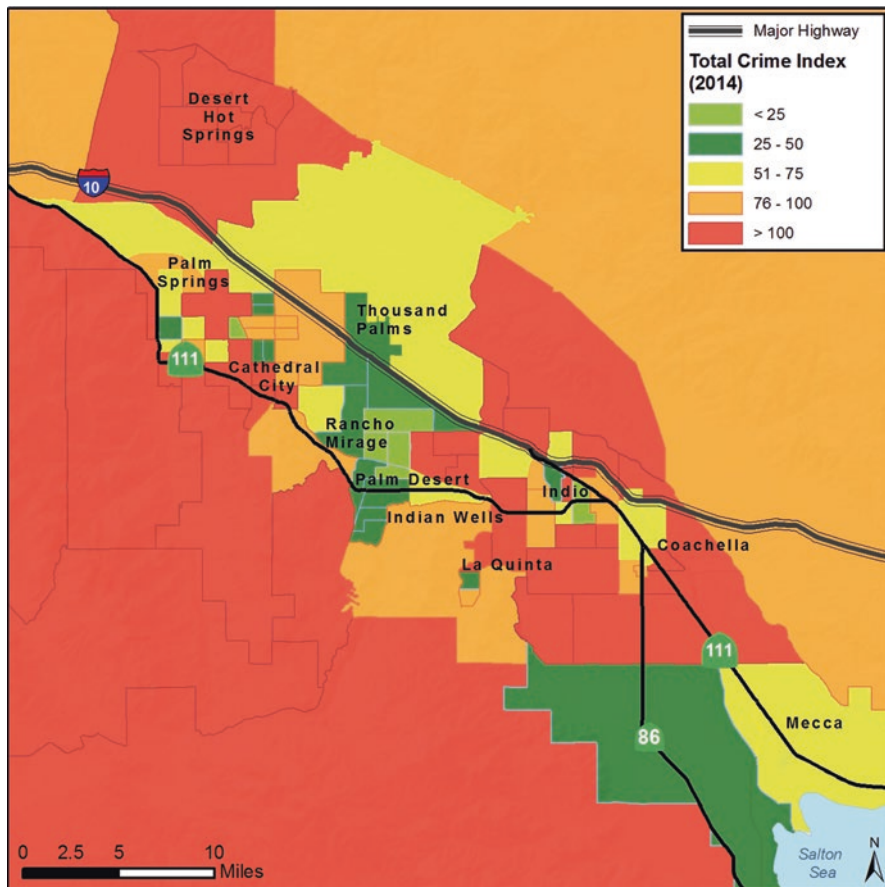 Major Highway
Total Crime Index
(2014)
< 25
25 - 50
51 - 75
76 - 100
> 100
Desert
Hot
Springs
10
Palm
Springs
Thousand
Palms
111
Cathedral
City
Rancho
Mirage
Palm Desert
Indio
Indian Wells
Coachella
La Quinta
111
Mecca
86
0 2.5 5 10
Miles
Salton
Sea
N